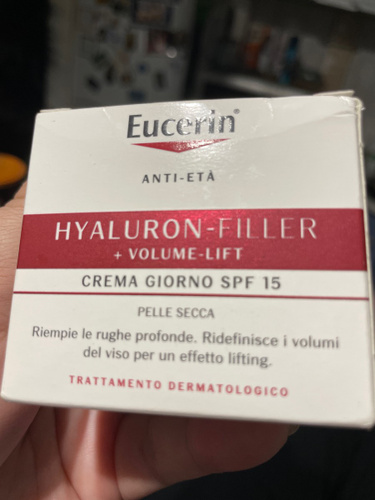 Eucerin®
ANTI-ETÀ
HYALURON-FILLER
+ VOLUME-LIFT
CREMA GIORNO SPF 15
PELLE SECCA
Riempie le rughe profonde. Ridefinisce i volumi
del viso per un effetto lifting.
TRATTAMENTO DERMATOLOGICO